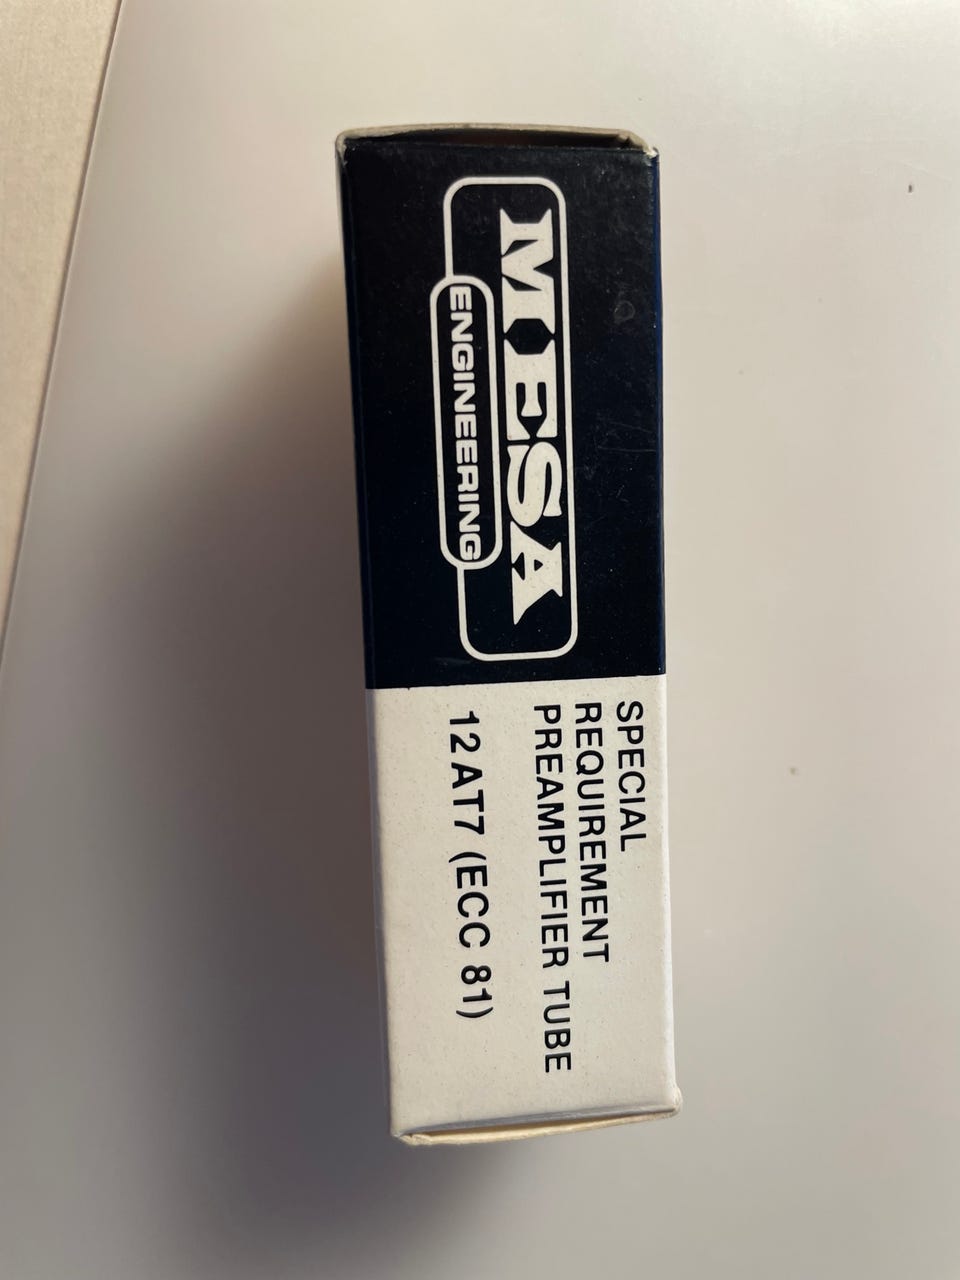 MESA
ENGINEERING
SPECIAL
REQUIREMENT
PREAMPLIFIER TUBE
12AT7 (ECC 81)